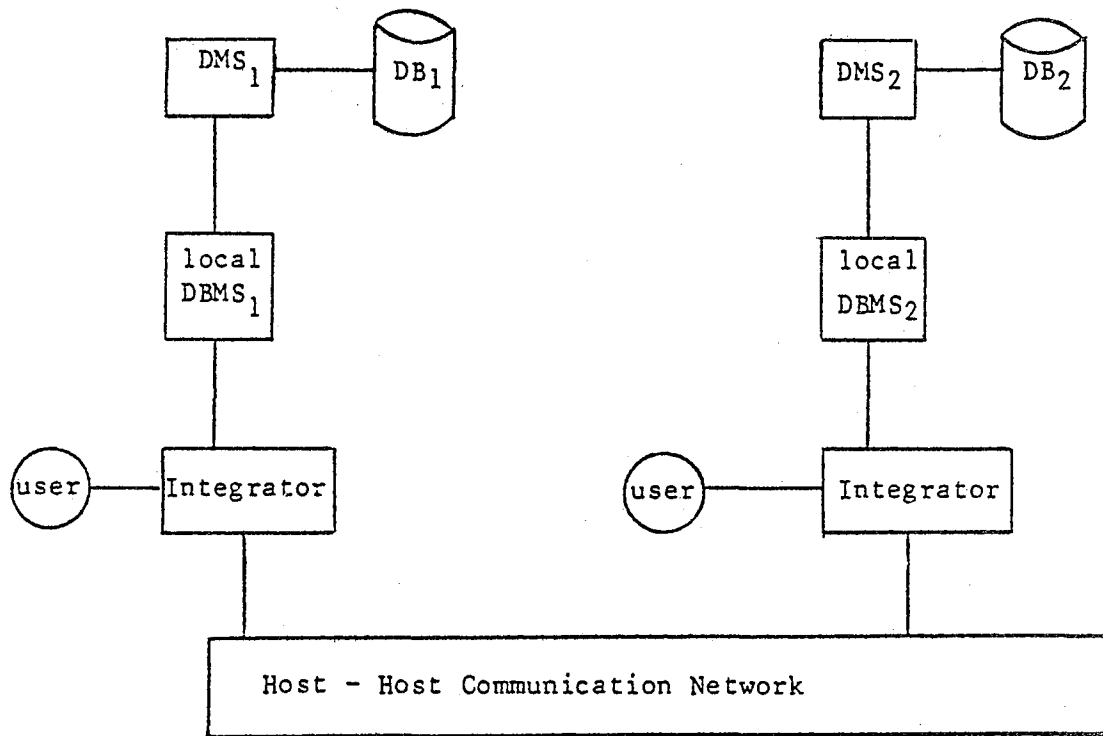 DMS₁
DB₁
DMS₂
DB₂
local
DBMS₁
local
DBMS₂
user
Integrator
user
Integrator
Host - Host Communication Network